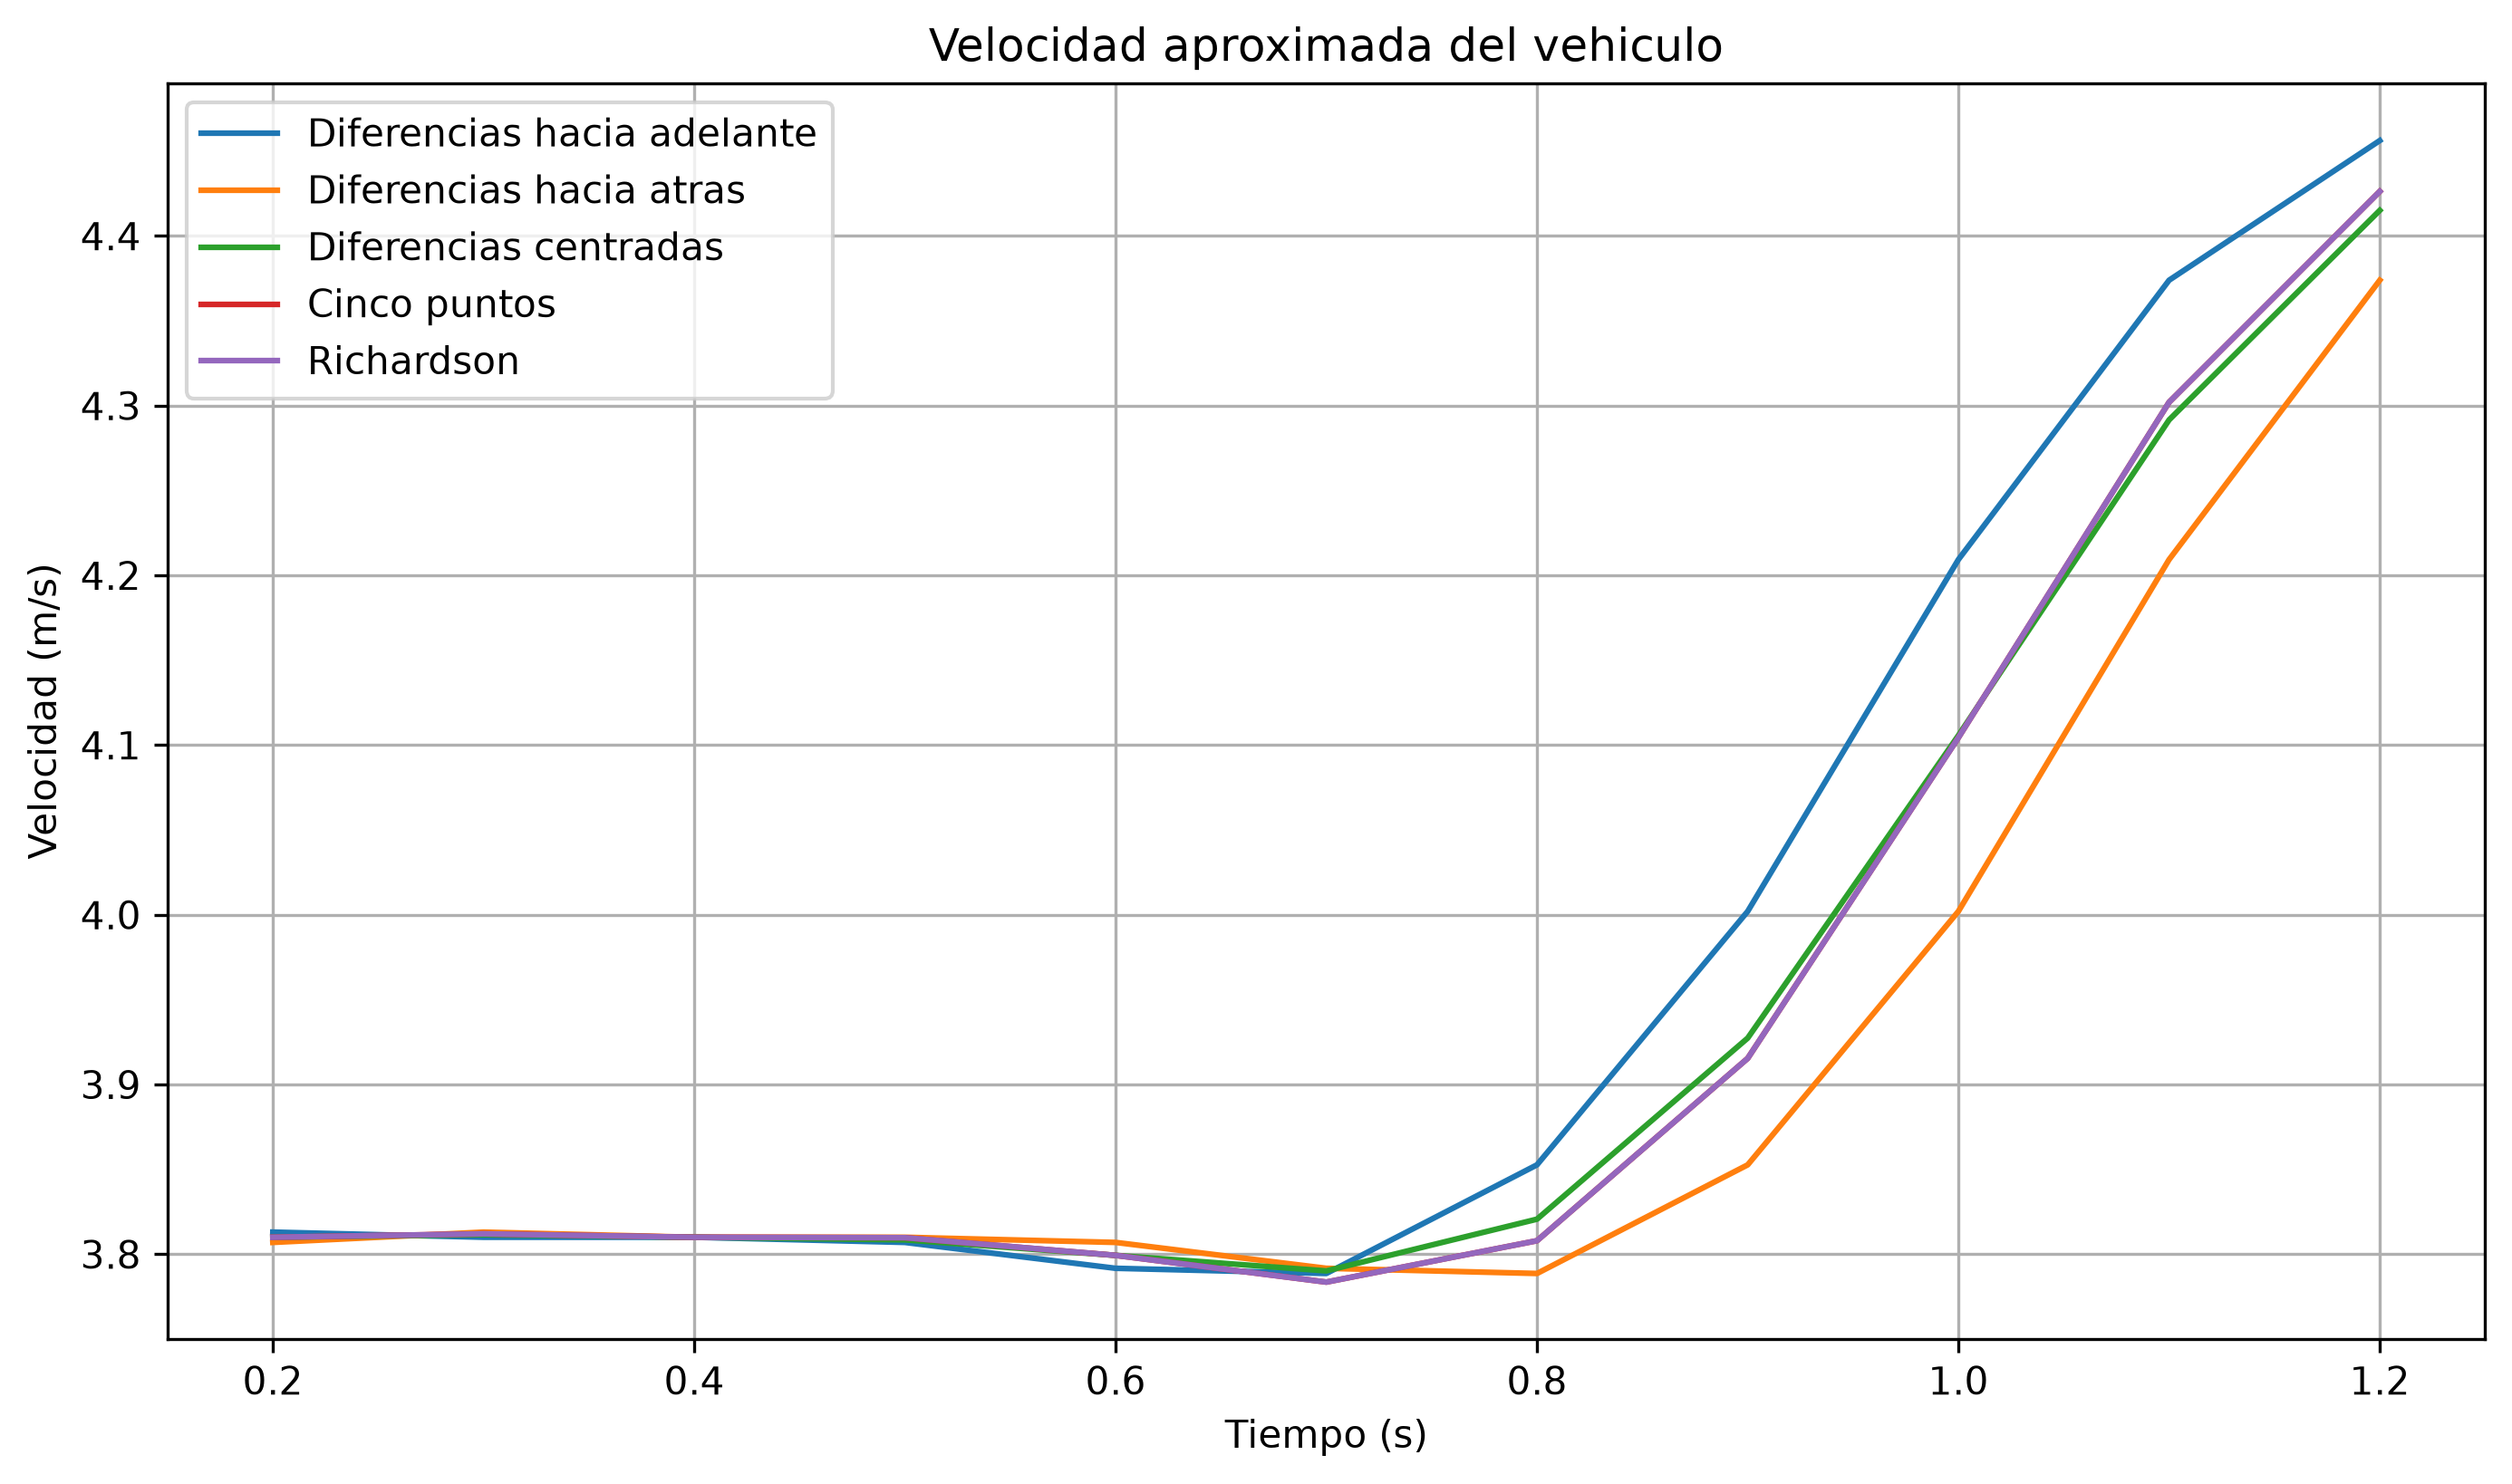 Velocidad aproximada del vehiculo
Diferencias hacia adelante
Diferencias hacia atras
Diferencias centradas
Cinco puntos
Richardson
Velocidad (m/s)
4.4
4.3
4.2
4.1
4.0
3.9
3.8
0.2 0.4 0.6 0.8 1.0 1.2
Tiempo (s)